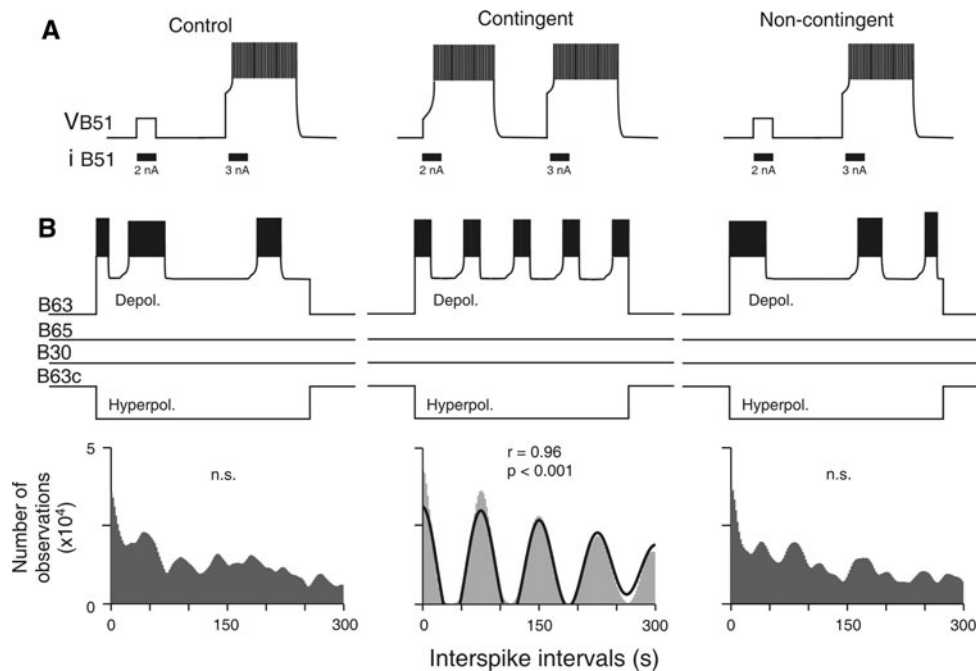 A
Control
Contingent
Non-contingent
VB51
i B51
2 nA
3 nA
2 nA
3 nA
2 nA
3 nA
B
B63
Depol.
Depol.
Depol.
B65
B30
B63c
Hyperpol.
Hyperpol.
Hyperpol.
Number of
observations
(x10⁴)
5
0
n.s.
r = 0.96
p < 0.001
n.s.
0
150
300
0
150
300
0
150
300
Interspike intervals (s)